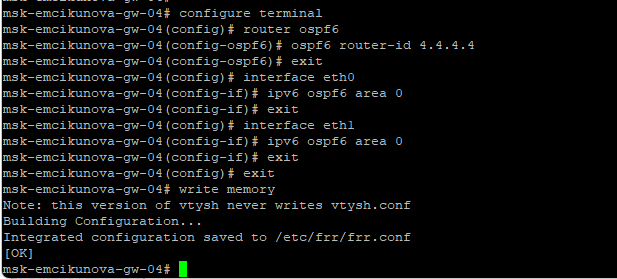 msk-emcikunova-gw-04#
msk-emcikunova-gw-04# configure terminal
msk-emcikunova-gw-04(config)# router ospf6
msk-emcikunova-gw-04(config-ospf6)# ospf6 router-id 4.4.4.4
msk-emcikunova-gw-04(config-ospf6)# exit
msk-emcikunova-gw-04(config)# interface eth0
msk-emcikunova-gw-04(config-if)# ipv6 ospf6 area 0
msk-emcikunova-gw-04(config-if)# exit
msk-emcikunova-gw-04(config)# interface eth1
msk-emcikunova-gw-04(config-if)# ipv6 ospf6 area 0
msk-emcikunova-gw-04(config-if)# exit
msk-emcikunova-gw-04(config)# exit
msk-emcikunova-gw-04# write memory
Note: this version of vtysh never writes vtysh.conf
Building Configuration...
Integrated configuration saved to /etc/frr/frr.conf
[OK]
msk-emcikunova-gw-04#